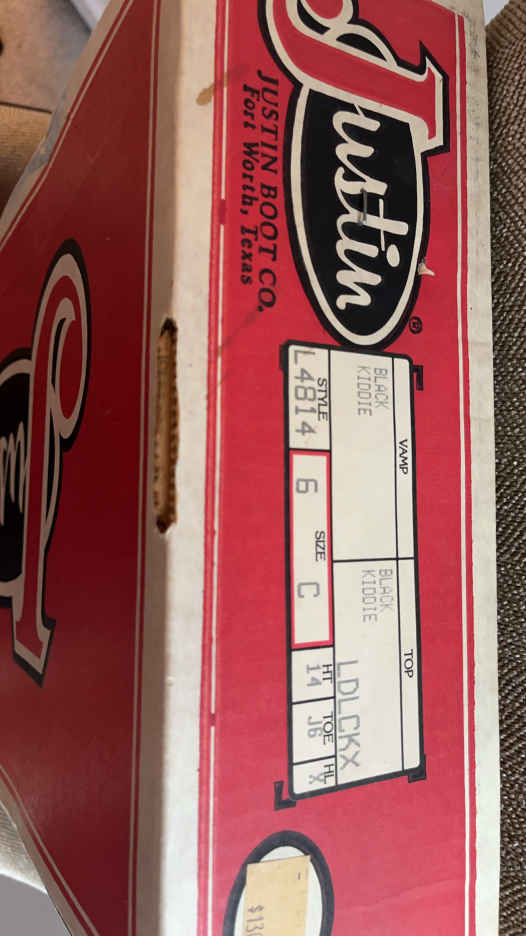 Justin
®
JUSTIN BOOT CO.
Fort Worth, Texas
VAMP
TOP
BLACK
KIDDIE
BLACK
KIDDIE
LDLCKX
STYLE
SIZE
HT
TOE
HL
L4814
6
C
14
J6
X